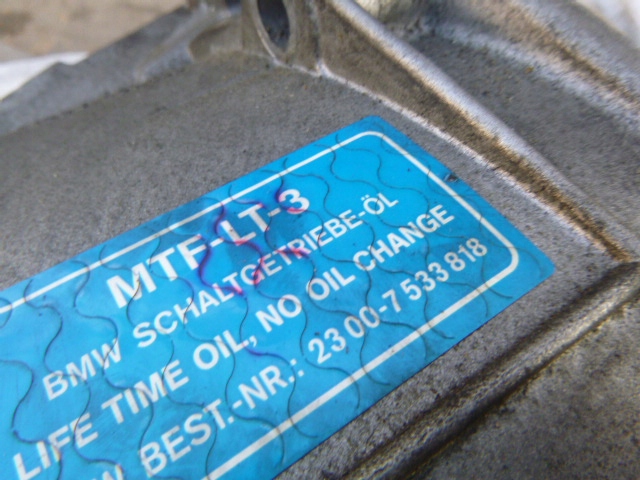 MTF-LT-3
BMW SCHALTGETRIEBE-ÖL
LIFE TIME OIL, NO OIL CHANGE
BEST.-NR.: 23 00-7 533 818